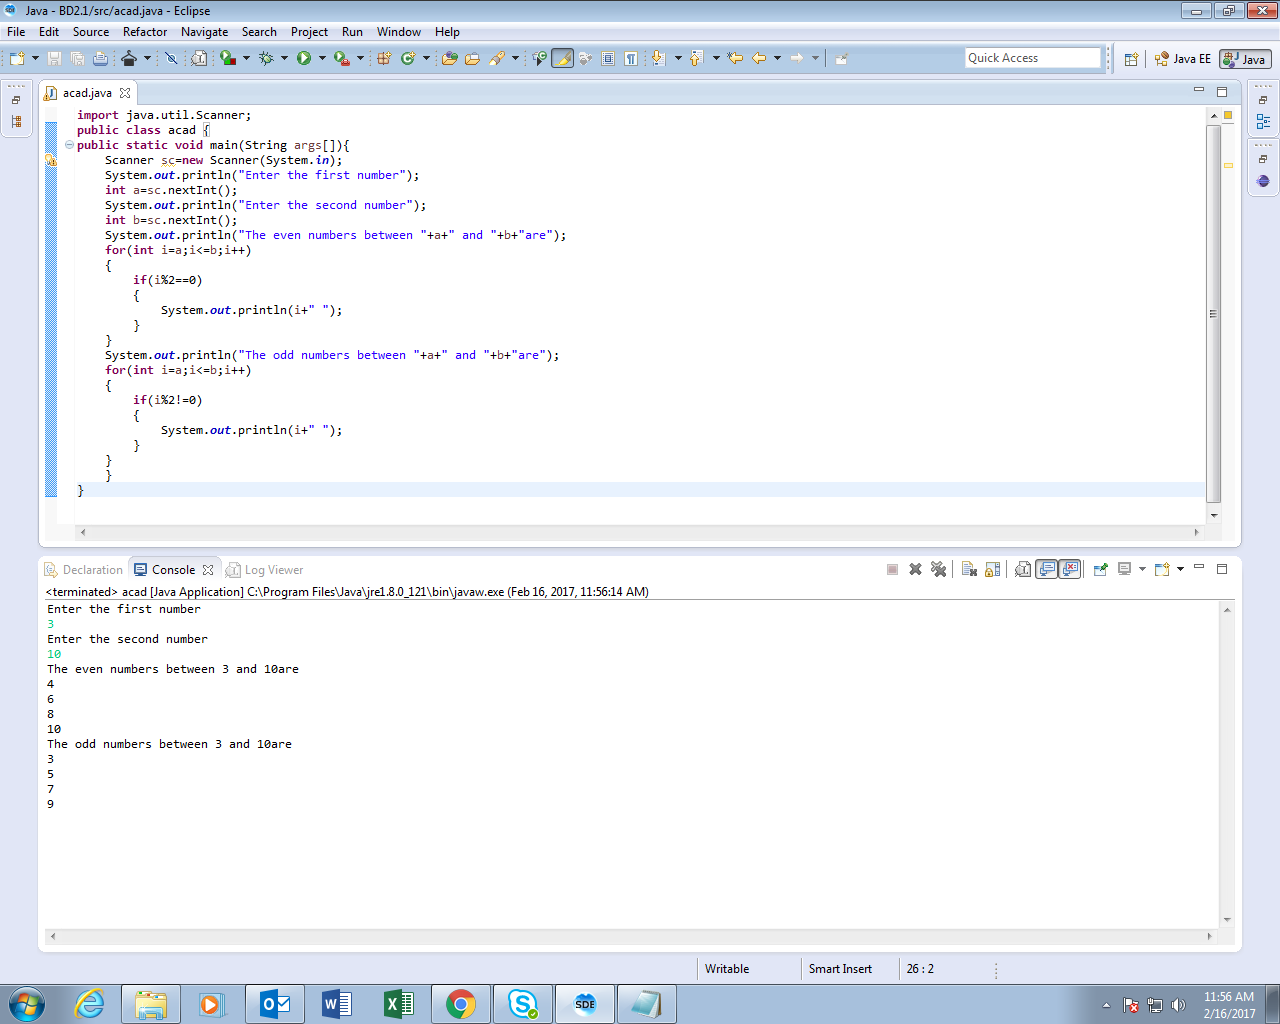 Java - BD2.1/src/acad.java - Eclipse
File Edit Source Refactor Navigate Search Project Run Window Help
Quick Access
Java EE
Java
acad.java
import java.util.Scanner;
public class acad {
public static void main(String args[]){
Scanner sc=new Scanner(System.in);
System.out.println("Enter the first number");
int a=sc.nextInt();
System.out.println("Enter the second number");
int b=sc.nextInt();
System.out.println("The even numbers between "+a+" and "+b+"are");
for(int i=a;i<=b;i++)
{
if(i%2==0)
{
System.out.println(i+" ");
}
}
System.out.println("The odd numbers between "+a+" and "+b+"are");
for(int i=a;i<=b;i++)
{
if(i%2!=0)
{
System.out.println(i+" ");
}
}
}
}
Declaration Console Log Viewer
<terminated> acad [Java Application] C:\Program Files\Java\jre1.8.0_121\bin\javaw.exe (Feb 16, 2017, 11:56:14 AM)
Enter the first number
3
Enter the second number
10
The even numbers between 3 and 10are
4
6
8
10
The odd numbers between 3 and 10are
3
5
7
9
Writable Smart Insert 26 : 2
SDE
11:56 AM
2/16/2017